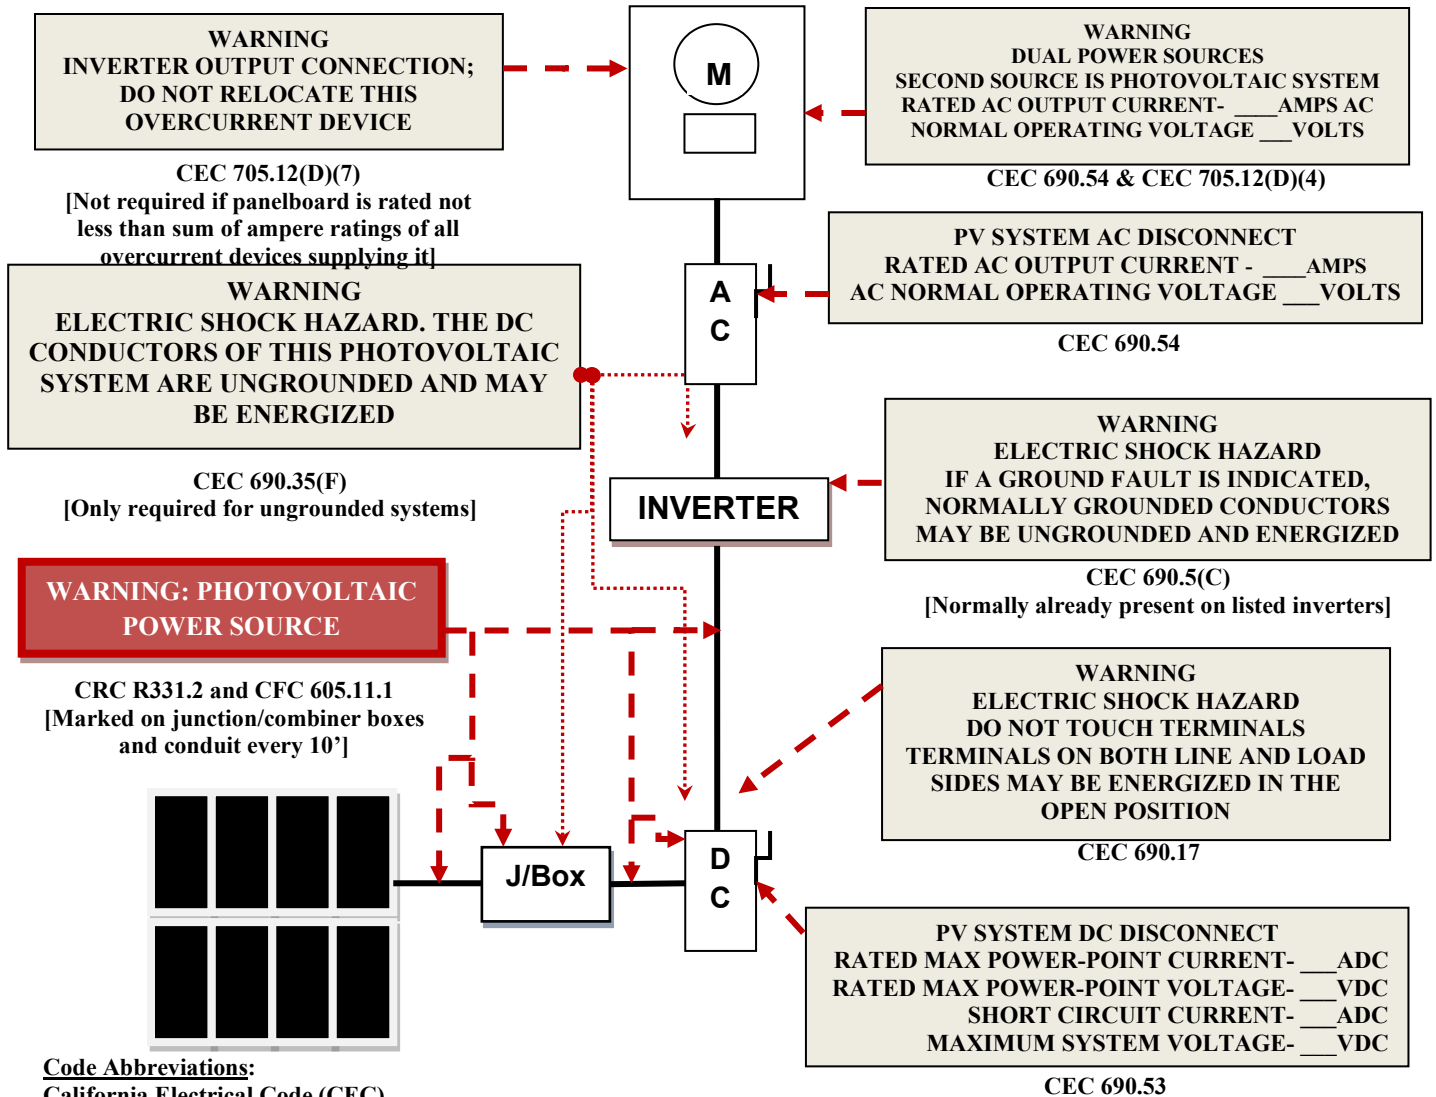 WARNING
INVERTER OUTPUT CONNECTION;
DO NOT RELOCATE THIS
OVERCURRENT DEVICE
CEC 705.12(D)(7)
[Not required if panelboard is rated not
less than sum of ampere ratings of all
overcurrent devices supplying it]
M
WARNING
DUAL POWER SOURCES
SECOND SOURCE IS PHOTOVOLTAIC SYSTEM
RATED AC OUTPUT CURRENT- ____AMPS AC
NORMAL OPERATING VOLTAGE ___VOLTS
CEC 690.54 & CEC 705.12(D)(4)
PV SYSTEM AC DISCONNECT
RATED AC OUTPUT CURRENT - ____AMPS
AC NORMAL OPERATING VOLTAGE ___VOLTS
CEC 690.54
A
C
WARNING
ELECTRIC SHOCK HAZARD. THE DC
CONDUCTORS OF THIS PHOTOVOLTAIC
SYSTEM ARE UNGROUNDED AND MAY
BE ENERGIZED
CEC 690.35(F)
[Only required for ungrounded systems]
INVERTER
WARNING
ELECTRIC SHOCK HAZARD
IF A GROUND FAULT IS INDICATED,
NORMALLY GROUNDED CONDUCTORS
MAY BE UNGROUNDED AND ENERGIZED
CEC 690.5(C)
[Normally already present on listed inverters]
WARNING: PHOTOVOLTAIC
POWER SOURCE
CRC R331.2 and CFC 605.11.1
[Marked on junction/combiner boxes
and conduit every 10’]
WARNING
ELECTRIC SHOCK HAZARD
DO NOT TOUCH TERMINALS
TERMINALS ON BOTH LINE AND LOAD
SIDES MAY BE ENERGIZED IN THE
OPEN POSITION
CEC 690.17
J/Box
D
C
PV SYSTEM DC DISCONNECT
RATED MAX POWER-POINT CURRENT- ___ADC
RATED MAX POWER-POINT VOLTAGE- ___VDC
SHORT CIRCUIT CURRENT- ___ADC
MAXIMUM SYSTEM VOLTAGE- ___VDC
CEC 690.53
Code Abbreviations:
California Electrical Code (CEC)